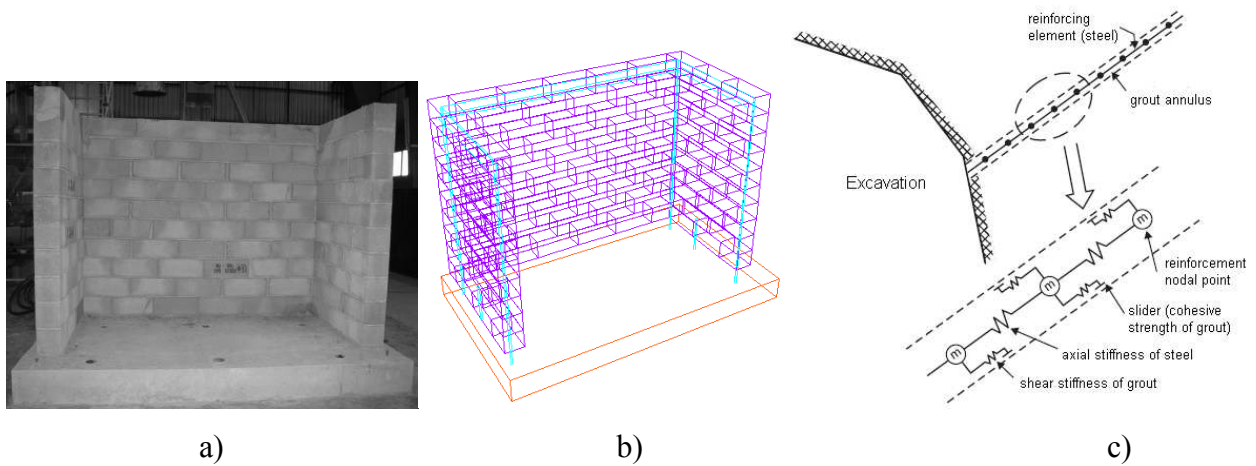 reinforcing
element (steel)
grout annulus
Excavation
m
reinforcement
nodal point
m
slider (cohesive
strength of grout)
m
axial stiffness of steel
shear stiffness of grout
a)
b)
c)